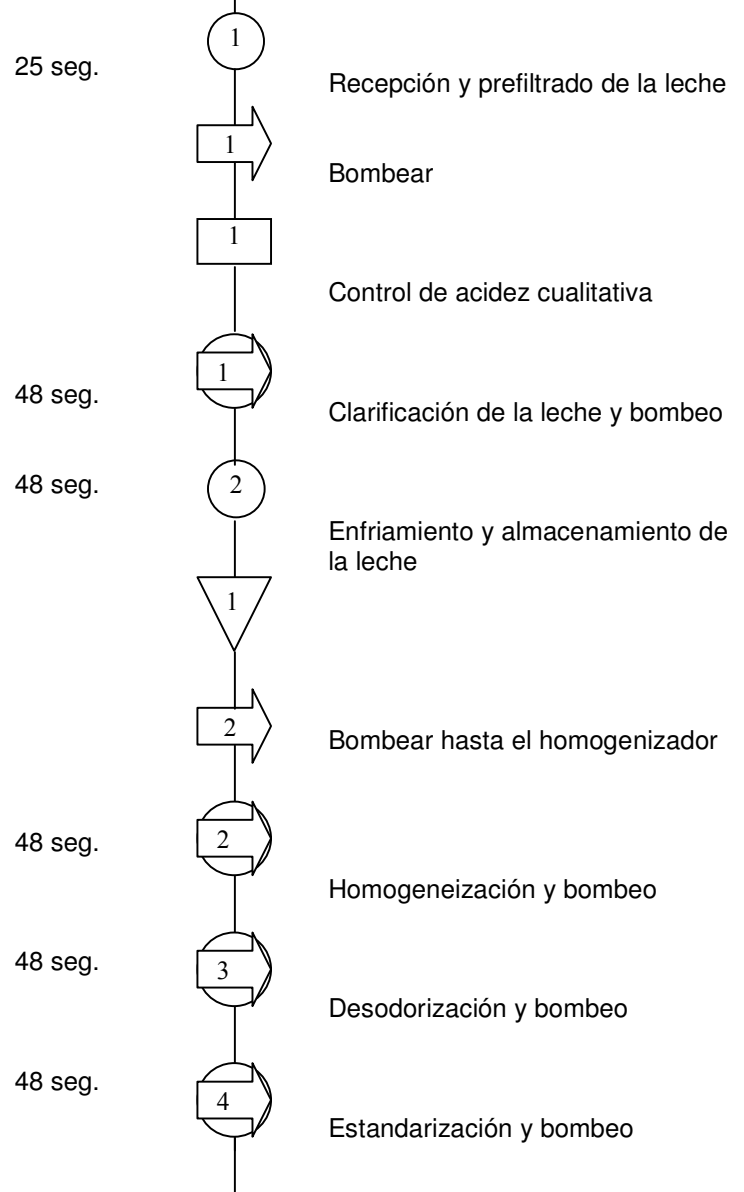 1
25 seg.
Recepción y prefiltrado de la leche
1
Bombear
1
Control de acidez cualitativa
1
48 seg.
Clarificación de la leche y bombeo
48 seg.
2
Enfriamiento y almacenamiento de
la leche
1
2
Bombear hasta el homogenizador
2
48 seg.
Homogeneización y bombeo
48 seg.
3
Desodorización y bombeo
48 seg.
4
Estandarización y bombeo